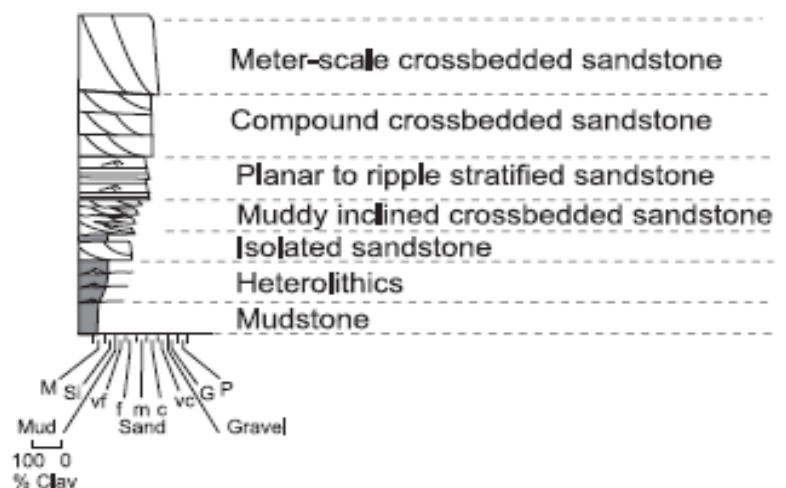 Meter-scale crossbedded sandstone
Compound crossbedded sandstone
Planar to ripple stratified sandstone
Muddy inclined crossbedded sandstone
Isolated sandstone
Heterolithics
Mudstone
M Si vf f m c vc G P
Mud Sand Gravel
100 0
% Clay